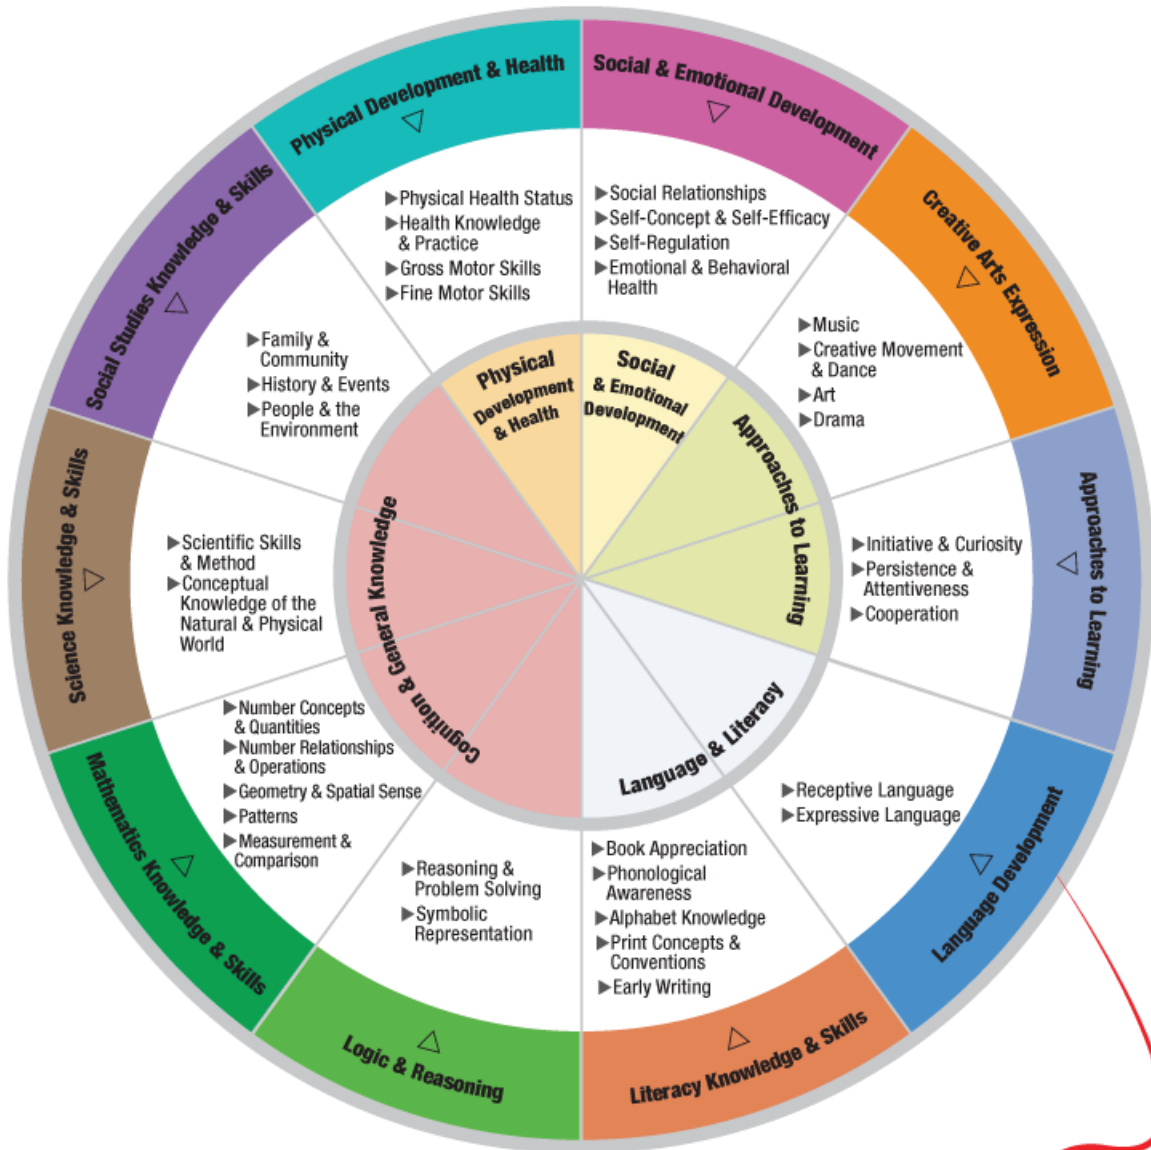 Physical Development & Health
Social & Emotional Development
Creative Arts Expression
Approaches to Learning
Language Development
Literacy Knowledge & Skills
Logic & Reasoning
Mathematics Knowledge & Skills
Science Knowledge & Skills
Social Studies Knowledge & Skills
Physical Health Status
Health Knowledge
& Practice
Gross Motor Skills
Fine Motor Skills
Social Relationships
Self-Concept & Self-Efficacy
Self-Regulation
Emotional & Behavioral
Health
Music
Creative Movement
& Dance
Art
Drama
Initiative & Curiosity
Persistence &
Attentiveness
Cooperation
Receptive Language
Expressive Language
Book Appreciation
Phonological
Awareness
Alphabet Knowledge
Print Concepts &
Conventions
Early Writing
Reasoning &
Problem Solving
Symbolic
Representation
Number Concepts
& Quantities
Number Relationships
& Operations
Geometry & Spatial Sense
Patterns
Measurement &
Comparison
Scientific Skills
& Method
Conceptual
Knowledge of the
Natural & Physical
World
Family &
Community
History & Events
People & the
Environment
Physical
Development
& Health
Social
& Emotional
Development
Approaches to Learning
Language & Literacy
Cognition & General Knowledge